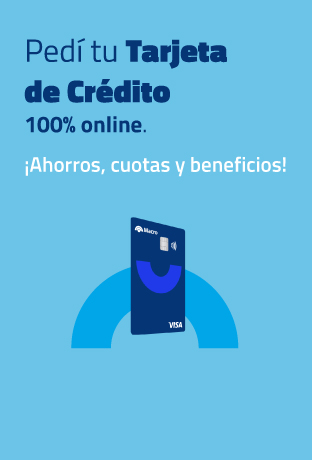 Pedí tu Tarjeta
de Crédito
100% online.
¡Ahorros, cuotas y beneficios!
Macro
VISA